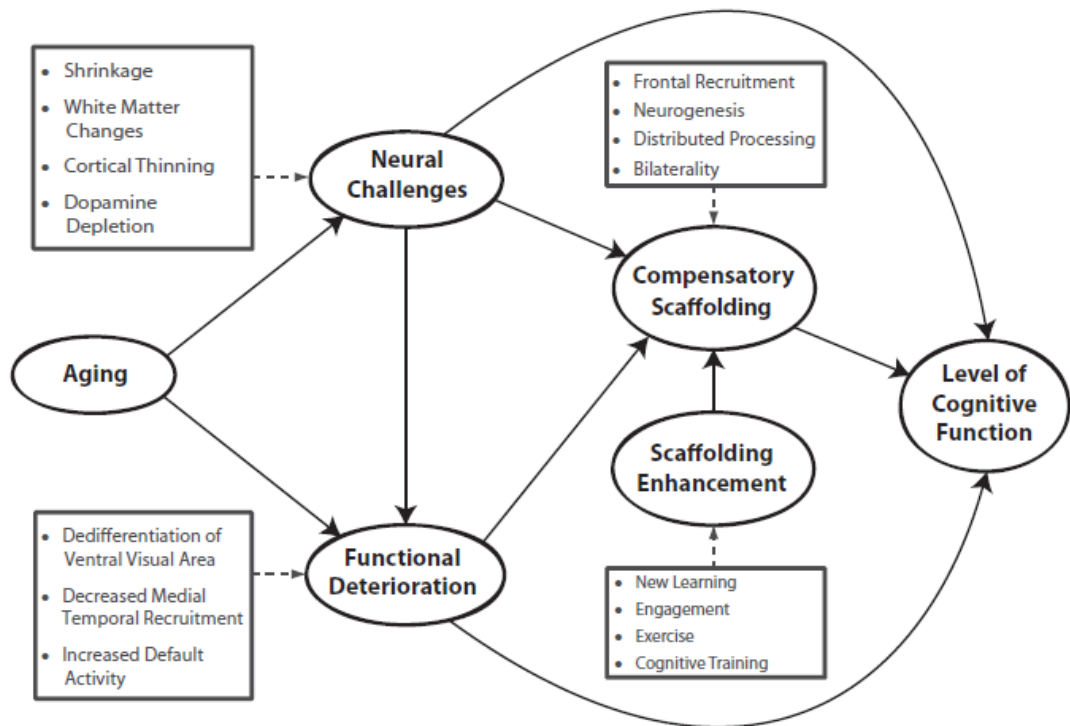 • Shrinkage
• White Matter
Changes
• Cortical Thinning
• Dopamine
Depletion
Neural
Challenges
• Frontal Recruitment
• Neurogenesis
• Distributed Processing
• Bilaterality
Compensatory
Scaffolding
Aging
Level of
Cognitive
Function
Scaffolding
Enhancement
• Dedifferentiation of
Ventral Visual Area
• Decreased Medial
Temporal Recruitment
• Increased Default
Activity
Functional
Deterioration
• New Learning
• Engagement
• Exercise
• Cognitive Training